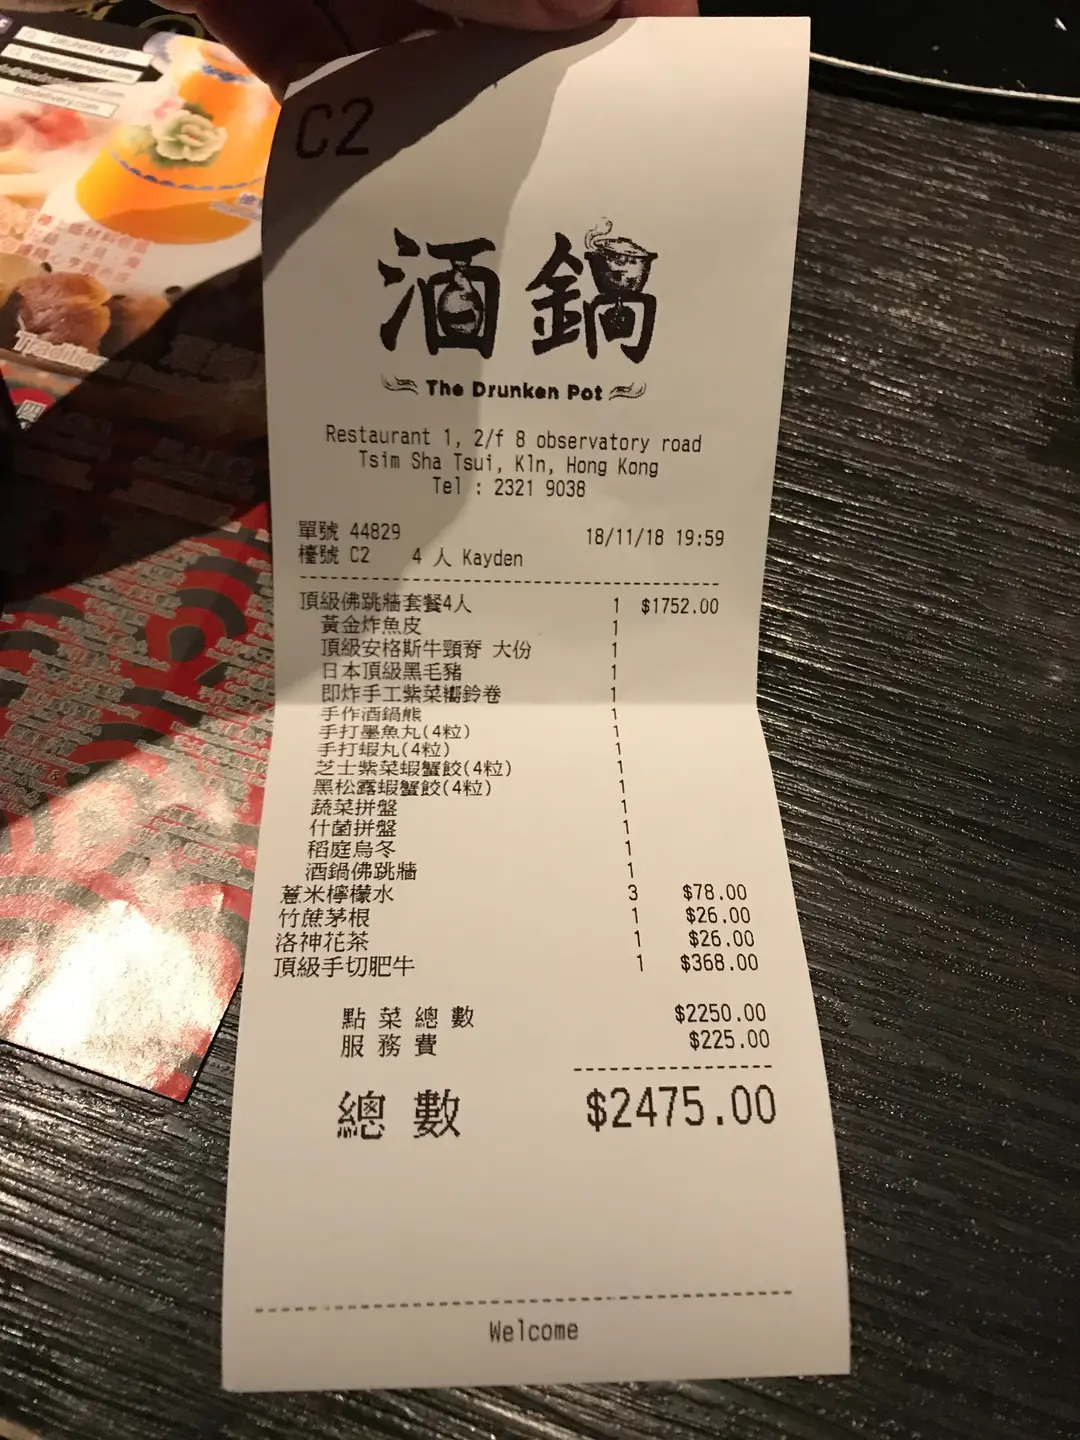 DRUNKEN POT
thedrunkenpot.com
tdpdelivery.com
Traditio
C2
酒鍋
The Drunken Pot
Restaurant 1, 2/f 8 observatory road
Tsim Sha Tsui, Kln, Hong Kong
Tel : 2321 9038
單號 44829 18/11/18 19:59
檯號 C2 4 人 Kayden
頂級佛跳牆套餐4人 1 $1752.00
黃金炸魚皮 1
頂級安格斯牛頸脊 大份 1
日本頂級黑毛豬 1
即炸手工紫菜嚮鈴卷 1
手作酒鍋熊 1
手打墨魚丸(4粒) 1
手打蝦丸(4粒) 1
芝士紫菜蝦蟹餃(4粒) 1
黑松露蝦蟹餃(4粒) 1
蔬菜拼盤 1
什菌拼盤 1
稻庭烏冬 1
酒鍋佛跳牆 1
薏米檸檬水 3 $78.00
竹蔗茅根 1 $26.00
洛神花茶 1 $26.00
頂級手切肥牛 1 $368.00
點菜總數 $2250.00
服務費 $225.00
總數 $2475.00
Welcome